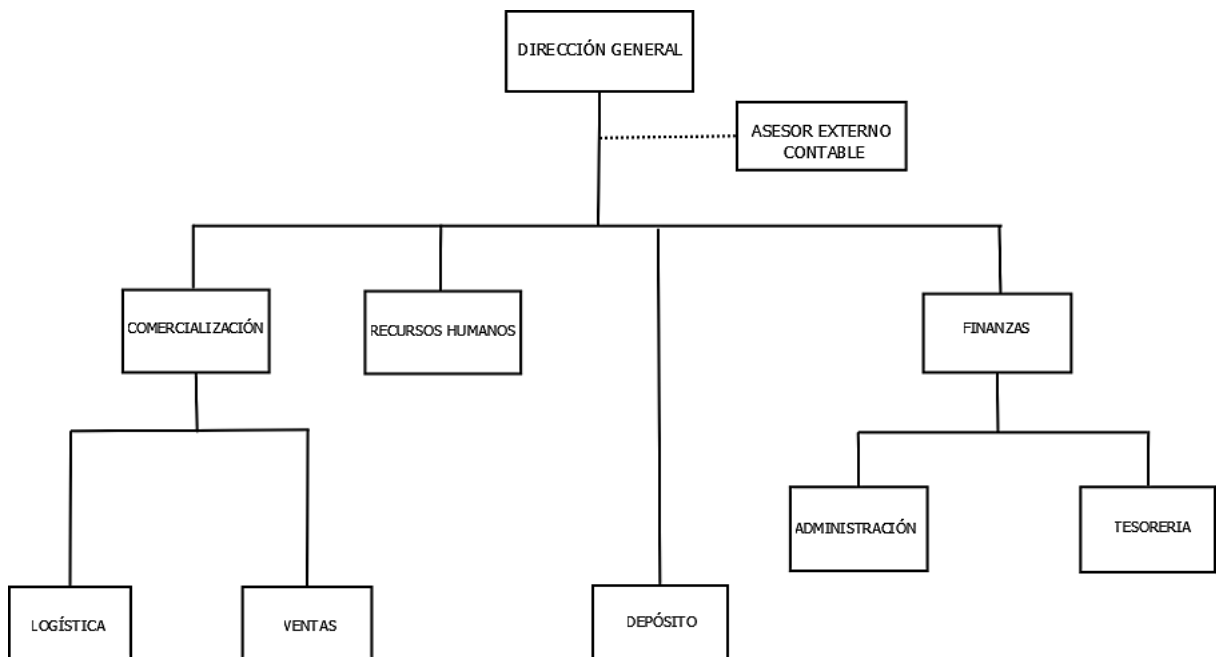 DIRECCIÓN GENERAL
ASESOR EXTERNO
CONTABLE
COMERCIALIZACIÓN
RECURSOS HUMANOS
FINANZAS
ADMINISTRACIÓN
TESORERIA
LOGÍSTICA
VENTAS
DEPÓSITO